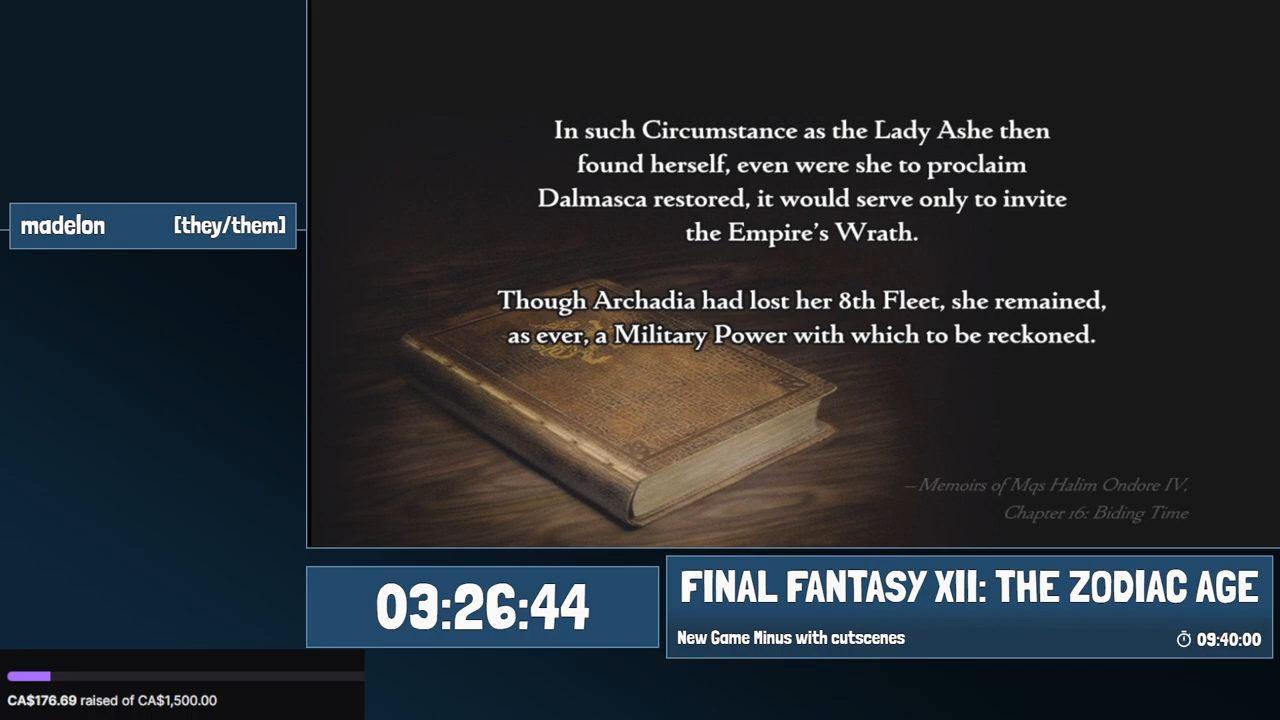 In such Circumstance as the Lady Ashe then
found herself, even were she to proclaim
Dalmasca restored, it would serve only to invite
the Empire's Wrath.
Though Archadia had lost her 8th Fleet, she remained,
as ever, a Military Power with which to be reckoned.
—Memoirs of Mqs Halim Ondore IV,
Chapter 16: Biding Time
madelon [they/them]
03:26:44
FINAL FANTASY XII: THE ZODIAC AGE
New Game Minus with cutscenes 09:40:00
CA$176.69 raised of CA$1,500.00